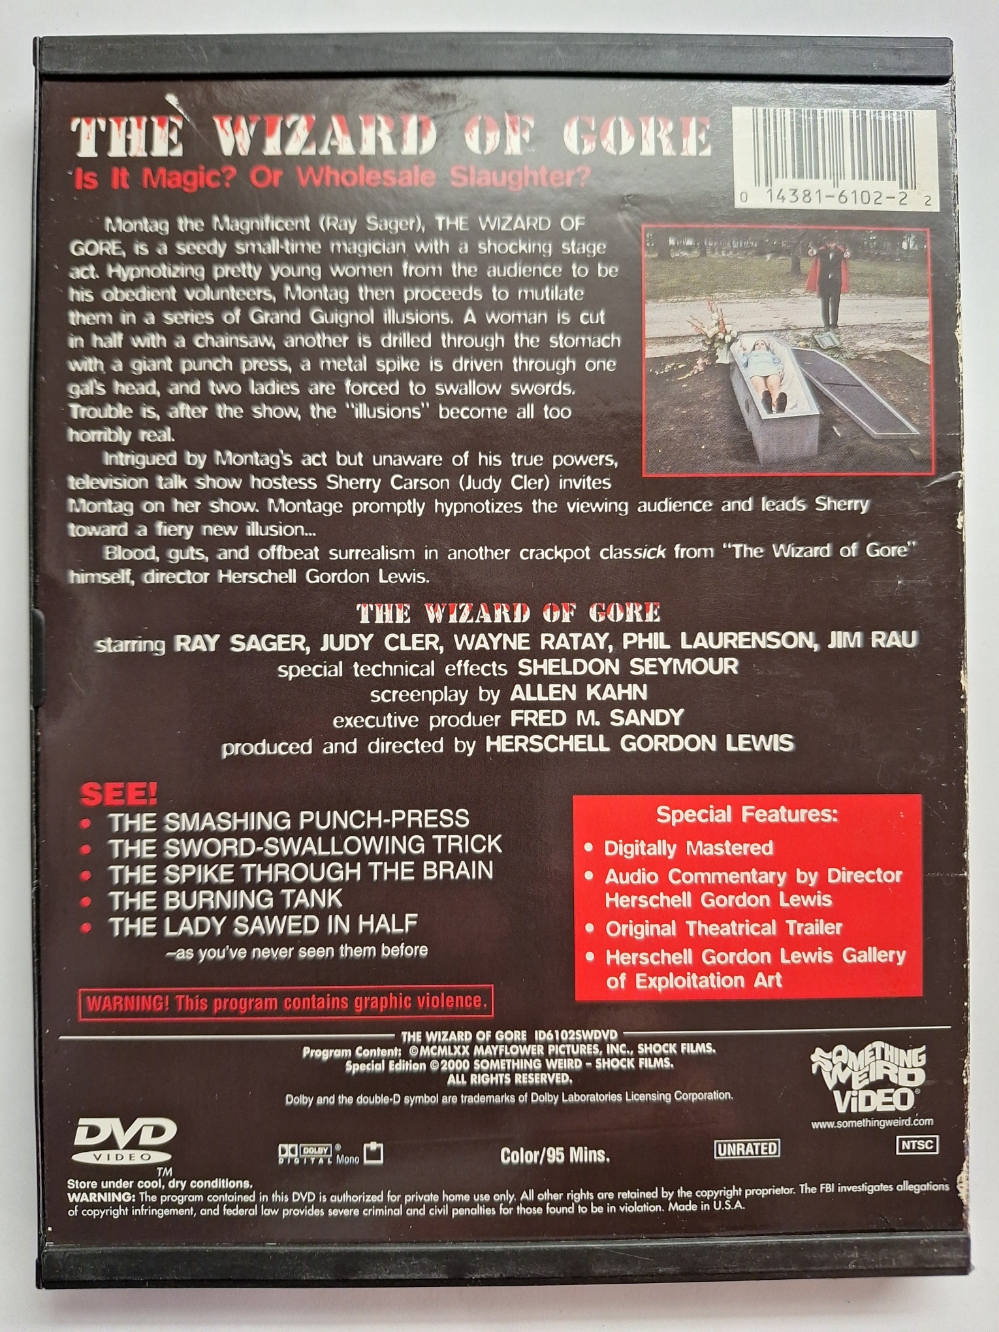 THE WIZARD OF GORE
Is It Magic? Or Wholesale Slaughter?
0 14381-6102-2 2
Montag the Magnificent (Ray Sager), THE WIZARD OF
GORE, is a seedy small-time magician with a shocking stage
act. Hypnotizing pretty young women from the audience to be
his obedient volunteers, Montag then proceeds to mutilate
them in a series of Grand Guignol illusions. A woman is cut
in half with a chainsaw, another is drilled through the stomach
with a giant punch press, a metal spike is driven through one
gal's head, and two ladies are forced to swallow swords.
Trouble is, after the show, the "illusions" become all too
horribly real.
Intrigued by Montag's act but unaware of his true powers,
television talk show hostess Sherry Carson (Judy Cler) invites
Montag on her show. Montage promptly hypnotizes the viewing audience and leads Sherry
toward a fiery new illusion...
Blood, guts, and offbeat surrealism in another crackpot classick from "The Wizard of Gore"
himself, director Herschell Gordon Lewis.
THE WIZARD OF GORE
starring RAY SAGER, JUDY CLER, WAYNE RATAY, PHIL LAURENSON, JIM RAU
special technical effects SHELDON SEYMOUR
screenplay by ALLEN KAHN
executive produer FRED M. SANDY
produced and directed by HERSCHELL GORDON LEWIS
SEE!
• THE SMASHING PUNCH-PRESS
• THE SWORD-SWALLOWING TRICK
• THE SPIKE THROUGH THE BRAIN
• THE BURNING TANK
• THE LADY SAWED IN HALF
–as you've never seen them before
WARNING! This program contains graphic violence.
Special Features:
• Digitally Mastered
• Audio Commentary by Director
Herschell Gordon Lewis
• Original Theatrical Trailer
• Herschell Gordon Lewis Gallery
of Exploitation Art
THE WIZARD OF GORE ID6102SWDVD
Program Content: ©MCMLXX MAYFLOWER PICTURES, INC., SHOCK FILMS.
Special Edition ©2000 SOMETHING WEIRD – SHOCK FILMS.
ALL RIGHTS RESERVED.
Dolby and the double-D symbol are trademarks of Dolby Laboratories Licensing Corporation.
SOMETHING
WEIRD
VIDEO®
www.somethingweird.com
DVD
VIDEO
TM
DOLBY®
DIGITAL Mono
Color/95 Mins.
UNRATED
NTSC
Store under cool, dry conditions.
WARNING: The program contained in this DVD is authorized for private home use only. All other rights are retained by the copyright proprietor. The FBI investigates allegations
of copyright infringement, and federal law provides severe criminal and civil penalties for those found to be in violation. Made in U.S.A.